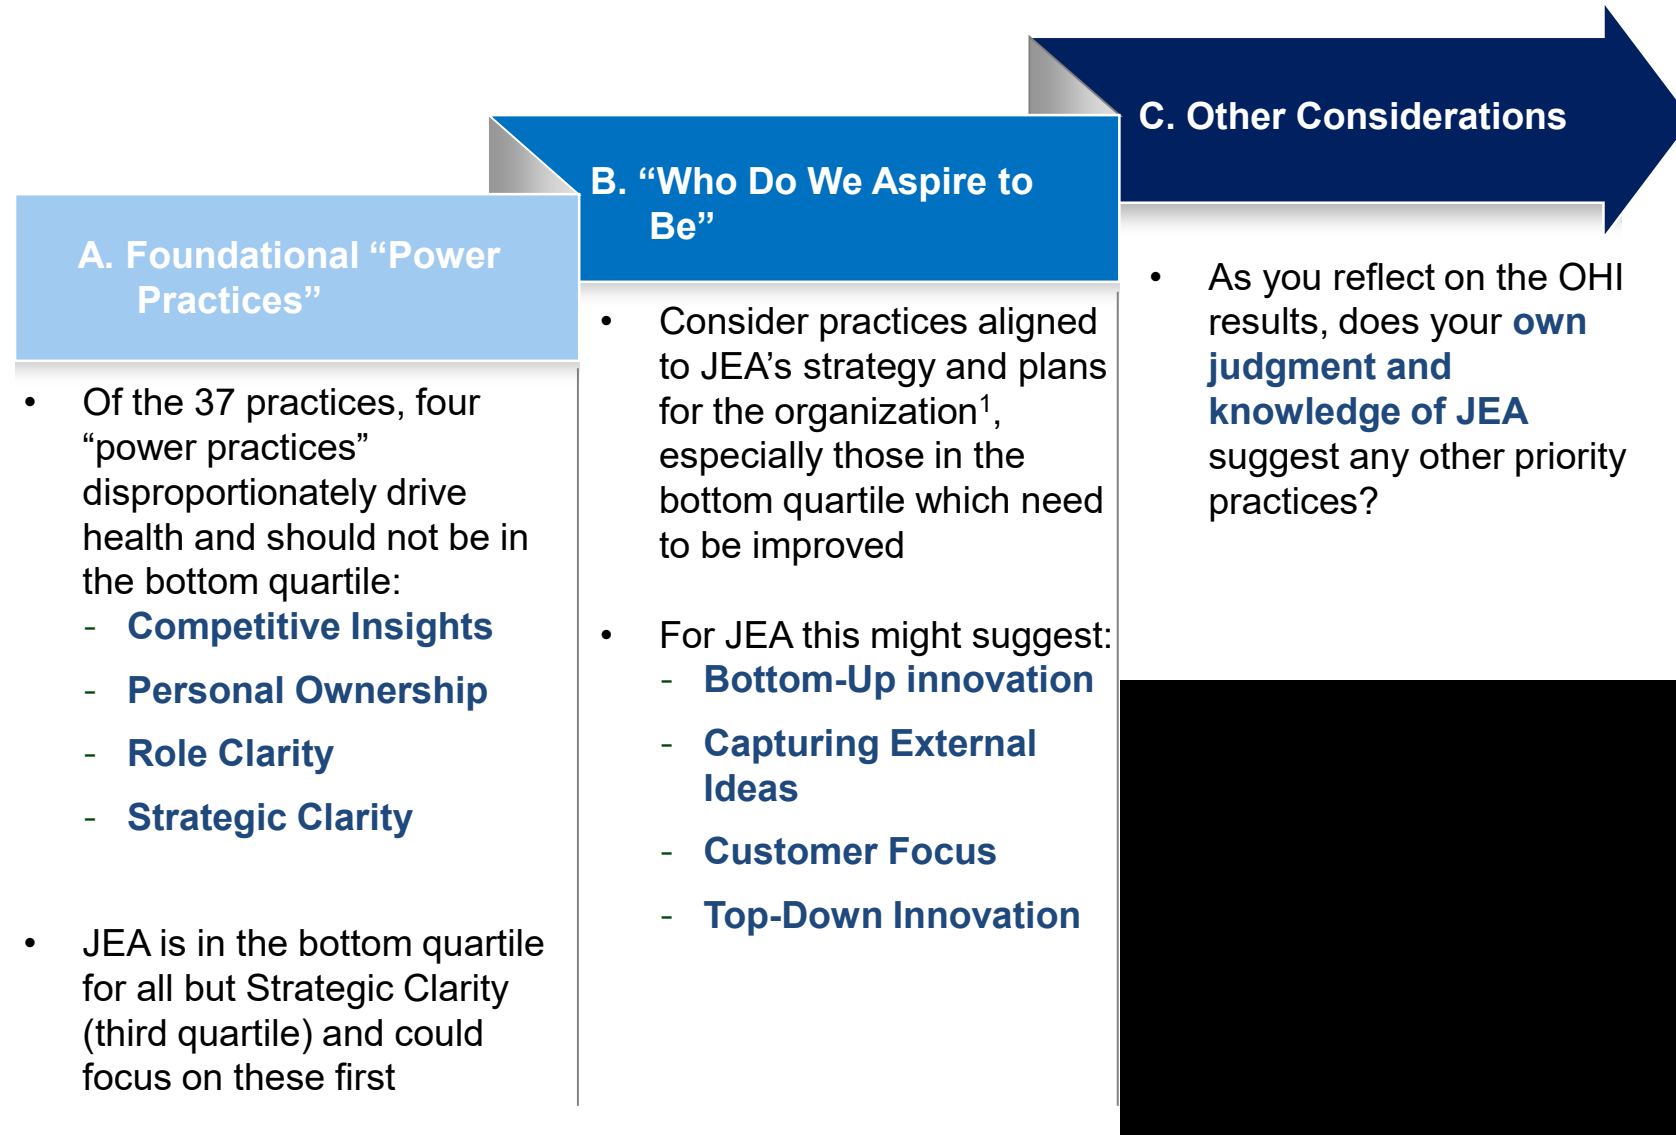 A. Foundational “Power
Practices”
• Of the 37 practices, four
“power practices”
disproportionately drive
health and should not be in
the bottom quartile:
- Competitive Insights
- Personal Ownership
- Role Clarity
- Strategic Clarity
• JEA is in the bottom quartile
for all but Strategic Clarity
(third quartile) and could
focus on these first
B. “Who Do We Aspire to
Be”
• Consider practices aligned
to JEA’s strategy and plans
for the organization¹,
especially those in the
bottom quartile which need
to be improved
• For JEA this might suggest:
- Bottom-Up innovation
- Capturing External
Ideas
- Customer Focus
- Top-Down Innovation
C. Other Considerations
• As you reflect on the OHI
results, does your own
judgment and
knowledge of JEA
suggest any other priority
practices?